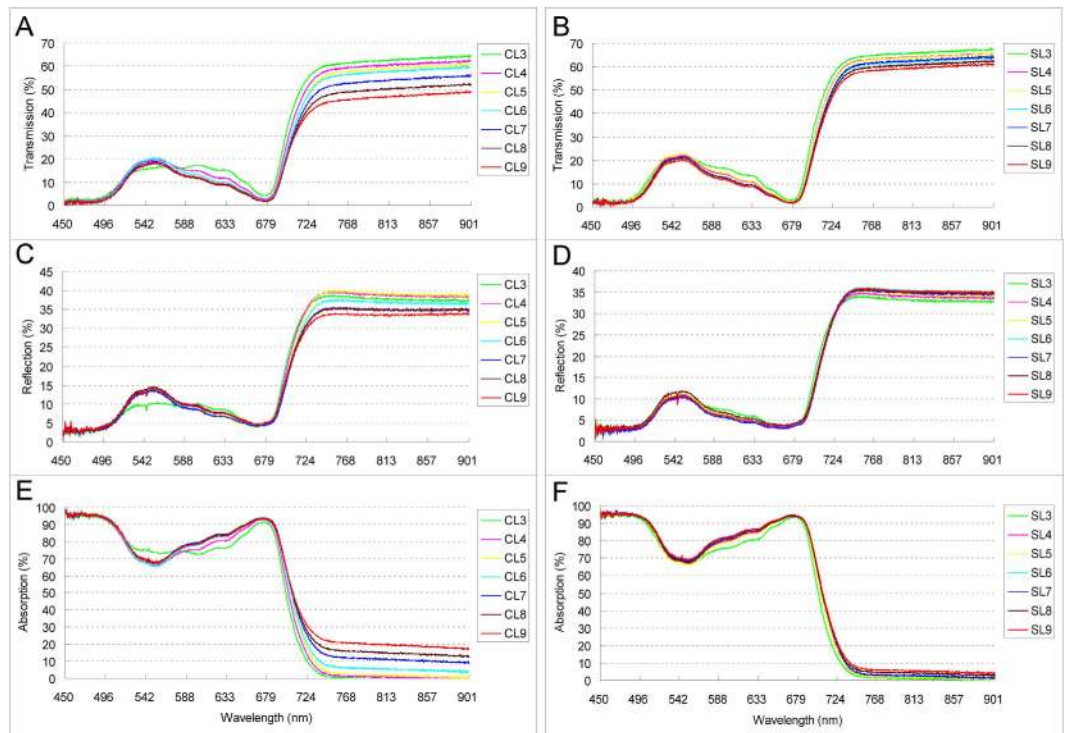 A
Transmission (%)
70
60
50
40
30
20
10
0
450 496 542 588 633 679 724 768 813 857 901
CL3
CL4
CL5
CL6
CL7
CL8
CL9
B
Transmission (%)
70
60
50
40
30
20
10
0
450 496 542 588 633 679 724 768 813 857 901
SL3
SL4
SL5
SL6
SL7
SL8
SL9
C
Reflection (%)
45
40
35
30
25
20
15
10
5
0
450 496 542 588 633 679 724 768 813 857 901
CL3
CL4
CL5
CL6
CL7
CL8
CL9
D
Reflection (%)
40
35
30
25
20
15
10
5
0
450 496 542 588 633 679 724 768 813 857 901
SL3
SL4
SL5
SL6
SL7
SL8
SL9
E
Absorption (%)
100
90
80
70
60
50
40
30
20
10
0
450 496 542 588 633 679 724 768 813 857 901
Wavelength (nm)
CL3
CL4
CL5
CL6
CL7
CL8
CL9
F
Absorption (%)
100
90
80
70
60
50
40
30
20
10
0
450 496 542 588 633 679 724 768 813 857 901
Wavelength (nm)
SL3
SL4
SL5
SL6
SL7
SL8
SL9